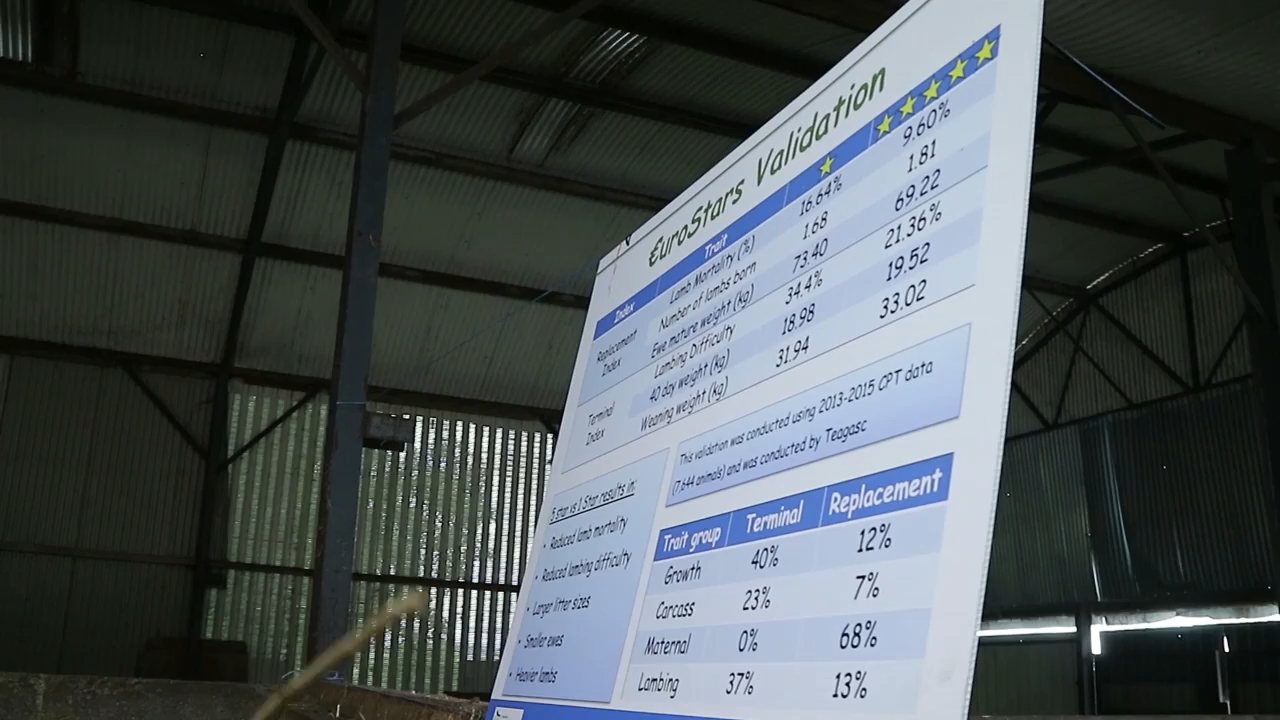 €uroStars Validation
Index Trait ★ ★★★★★
Replacement Index
Lamb Mortality (%) 16.64% 9.60%
Number of lambs born 1.68 1.81
Ewe mature weight (kg) 73.40 69.22
Terminal Index
Lambing Difficulty 34.4% 21.36%
40 day weight (kg) 18.98 19.52
Weaning weight (kg) 31.94 33.02
This validation was conducted using 2013-2015 CPT data
(7,644 animals) and was conducted by Teagasc
5 star vs 1 Star results in:
• Reduced lamb mortality
• Reduced lambing difficulty
• Larger litter sizes
• Smaller ewes
• Heavier lambs
Trait group Terminal Replacement
Growth 40% 12%
Carcass 23% 7%
Maternal 0% 68%
Lambing 37% 13%